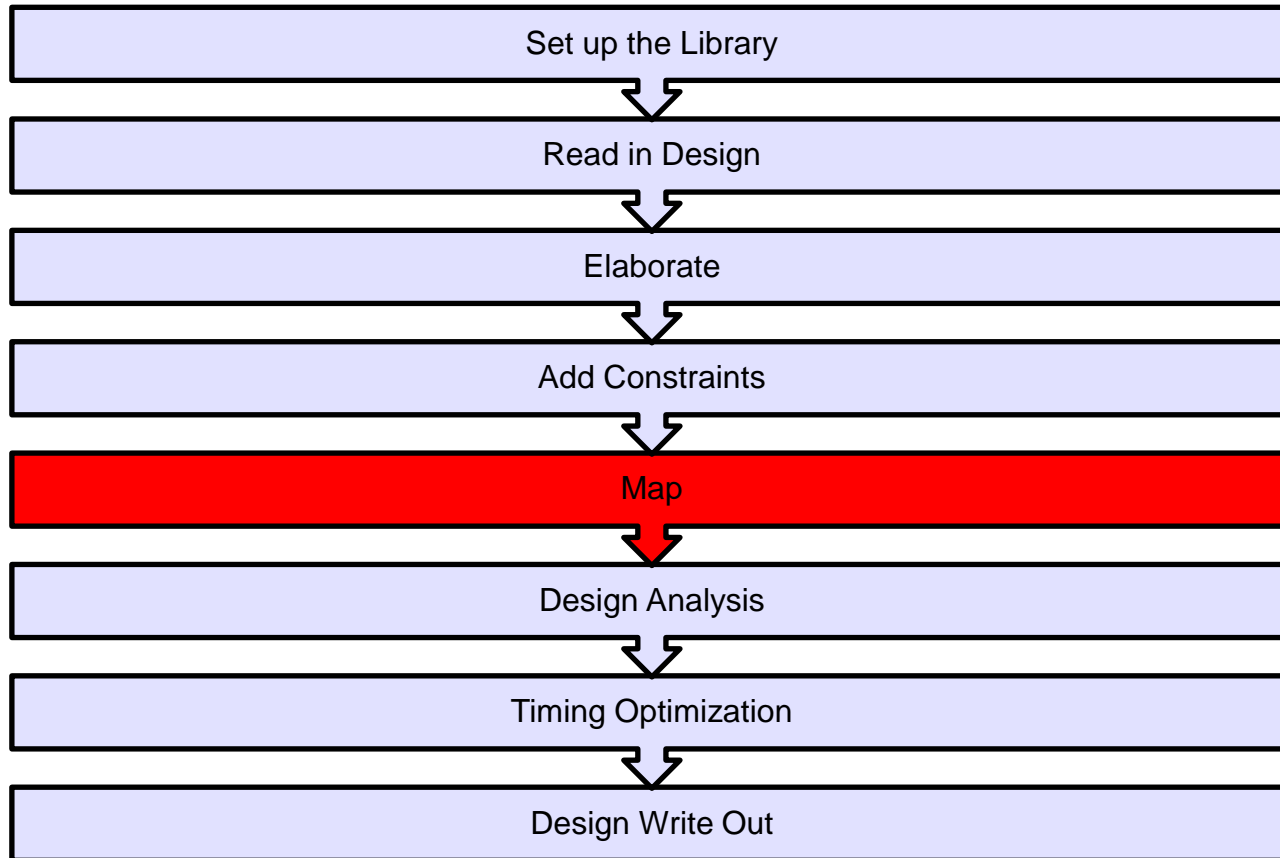 Set up the Library
Read in Design
Elaborate
Add Constraints
Map
Design Analysis
Timing Optimization
Design Write Out